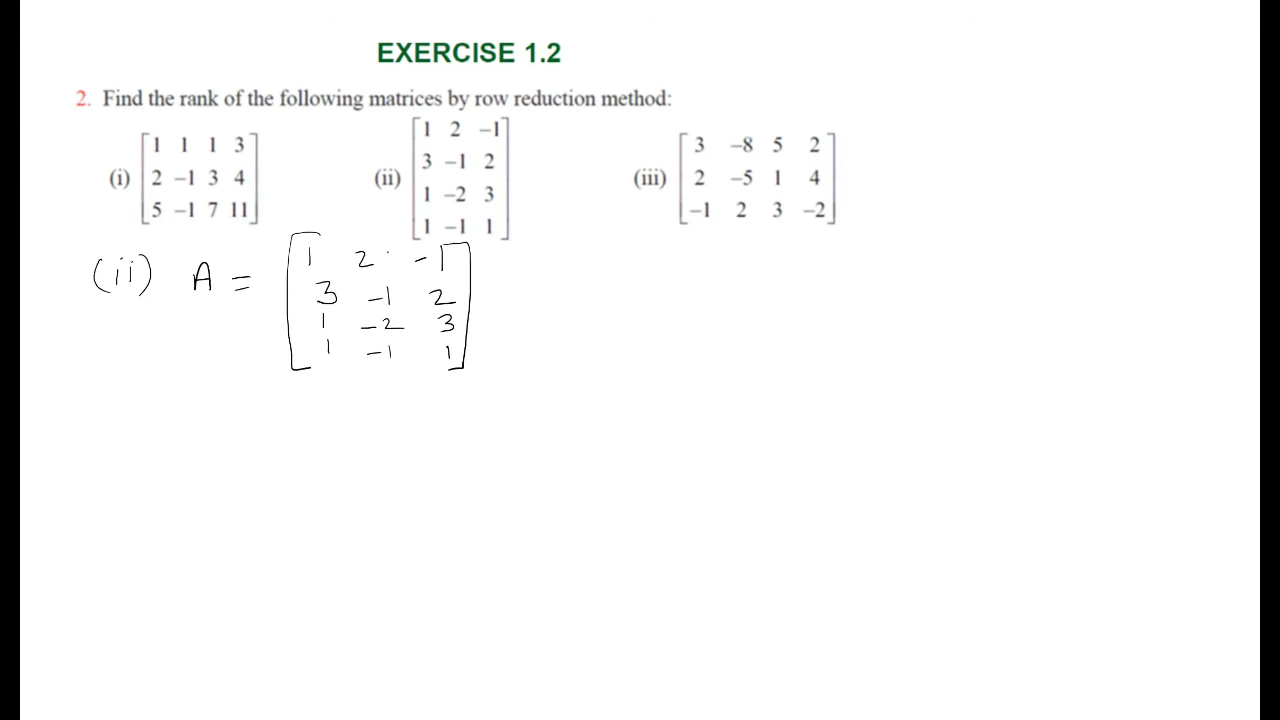 EXERCISE 1.2
2. Find the rank of the following matrices by row reduction method:
(i) [1 1 1 3
2 -1 3 4
5 -1 7 11]
(ii) [1 2 -1
3 -1 2
1 -2 3
1 -1 1]
(iii) [3 -8 5 2
2 -5 1 4
-1 2 3 -2]
(ii) A = [1 2 -1
3 -1 2
1 -2 3
1 -1 1]